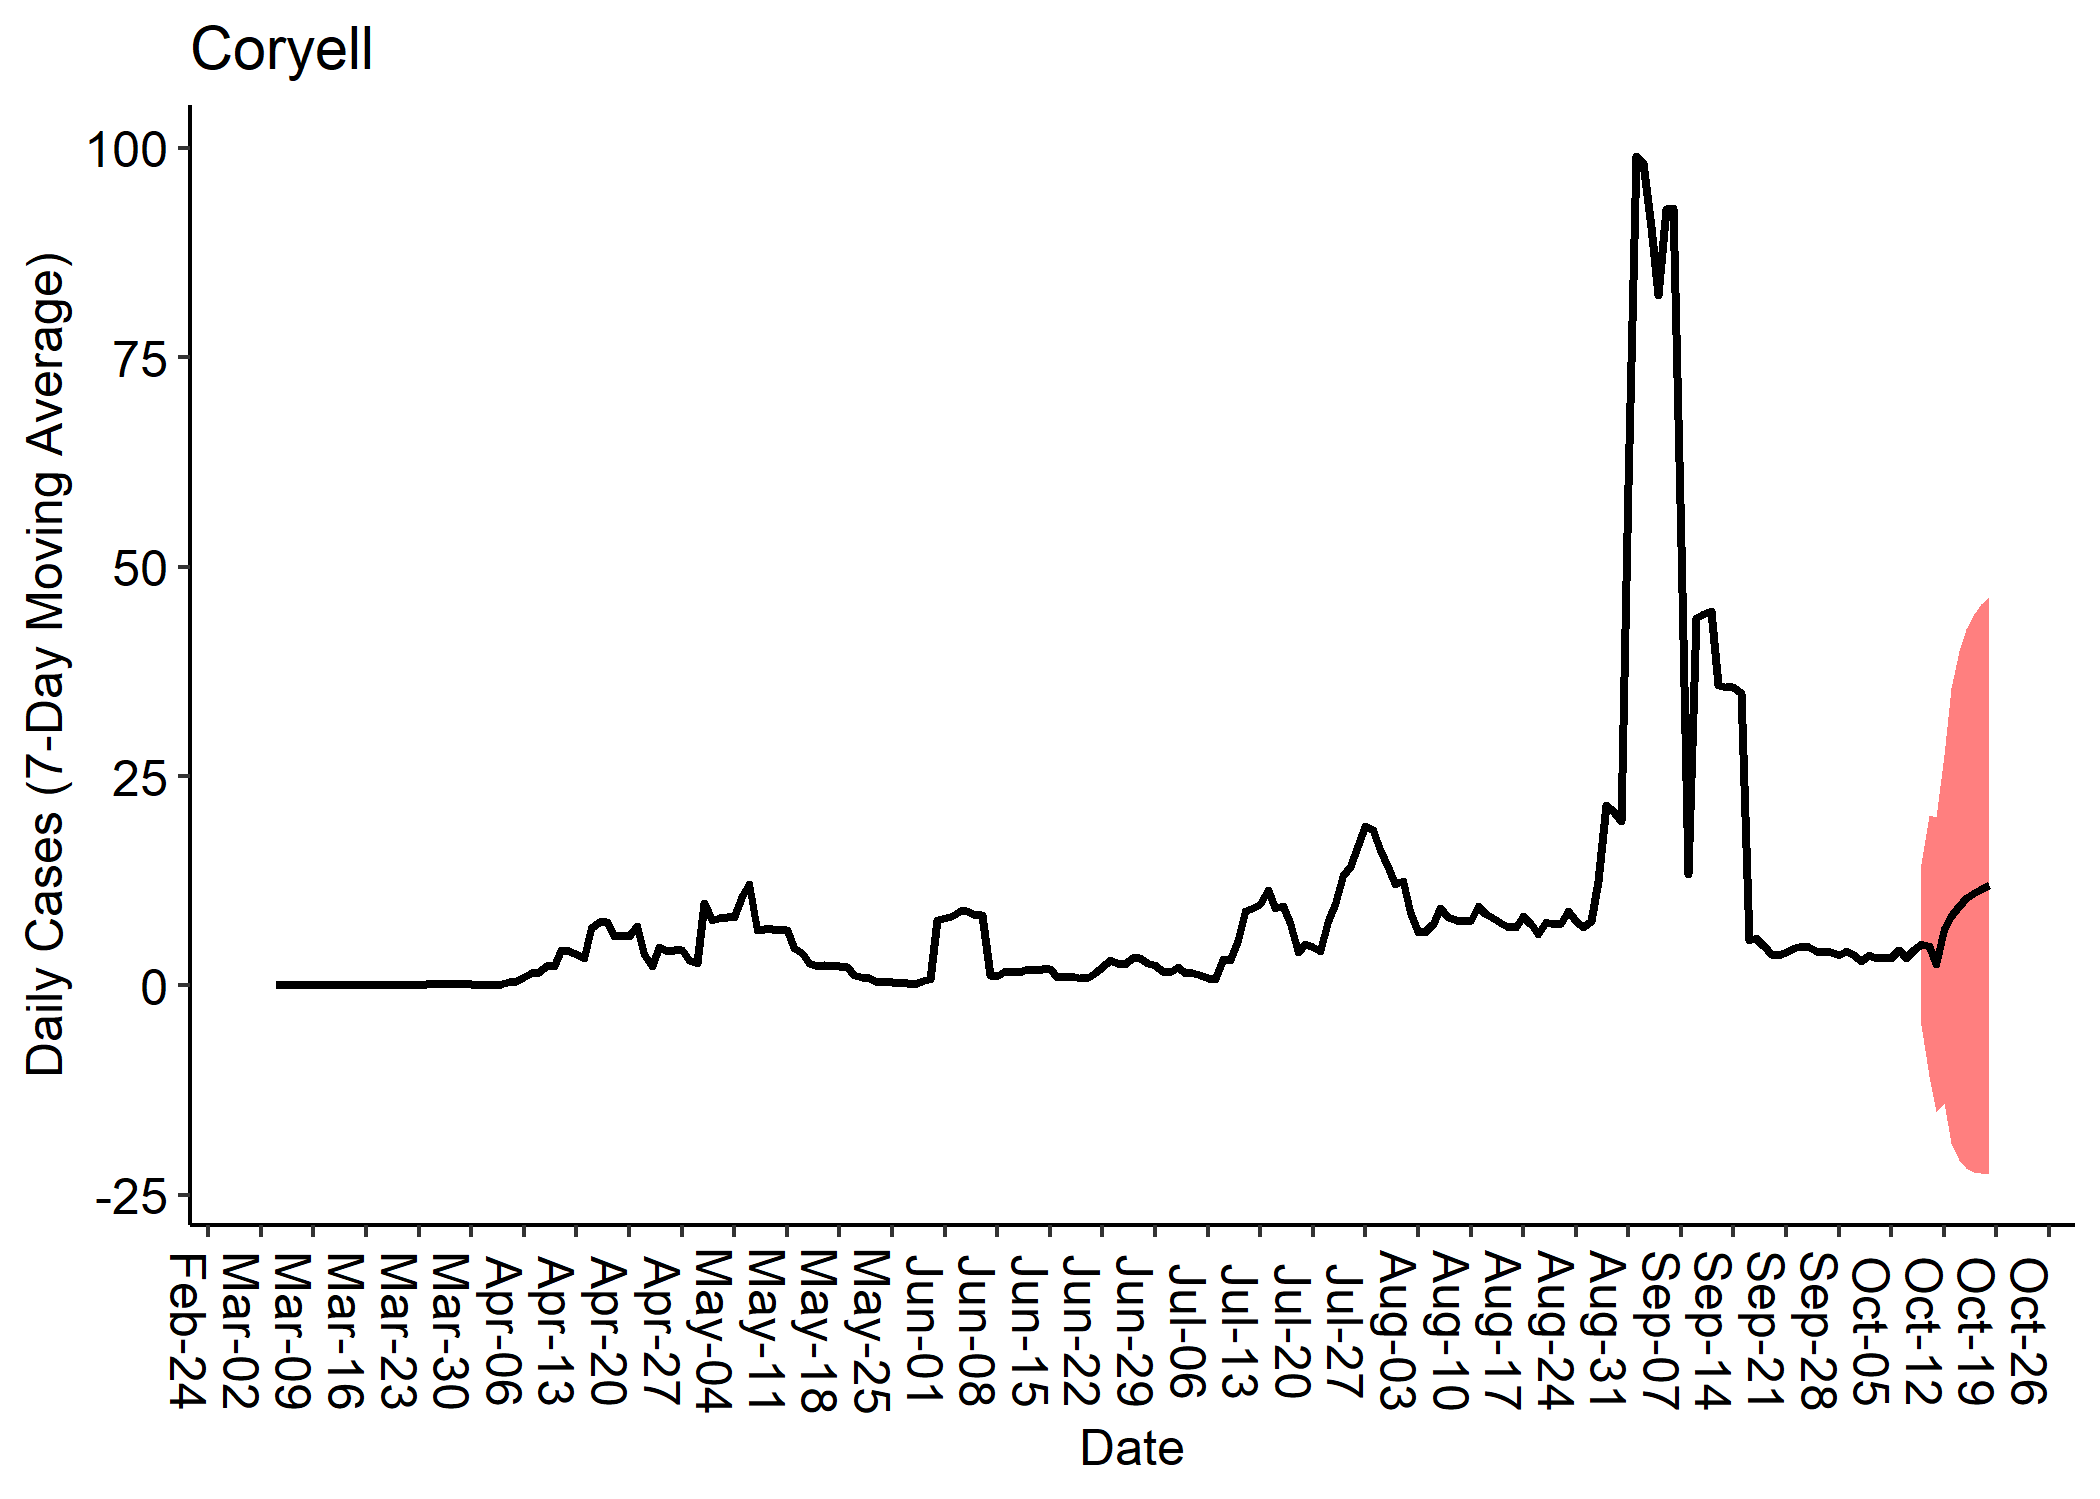 Coryell
Daily Cases (7-Day Moving Average)
100
75
50
25
0
-25
Feb-24
Mar-02
Mar-09
Mar-16
Mar-23
Mar-30
Apr-06
Apr-13
Apr-20
Apr-27
May-04
May-11
May-18
May-25
Jun-01
Jun-08
Jun-15
Jun-22
Jun-29
Jul-06
Jul-13
Jul-20
Jul-27
Aug-03
Aug-10
Aug-17
Aug-24
Aug-31
Sep-07
Sep-14
Sep-21
Sep-28
Oct-05
Oct-12
Oct-19
Oct-26
Date